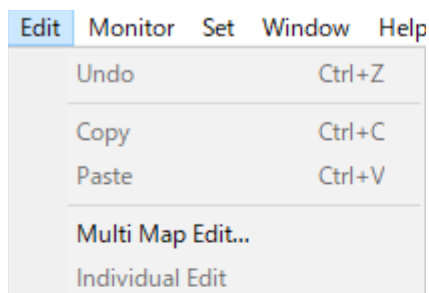 Edit Monitor Set Window Help
Undo Ctrl+Z
Copy Ctrl+C
Paste Ctrl+V
Multi Map Edit...
Individual Edit